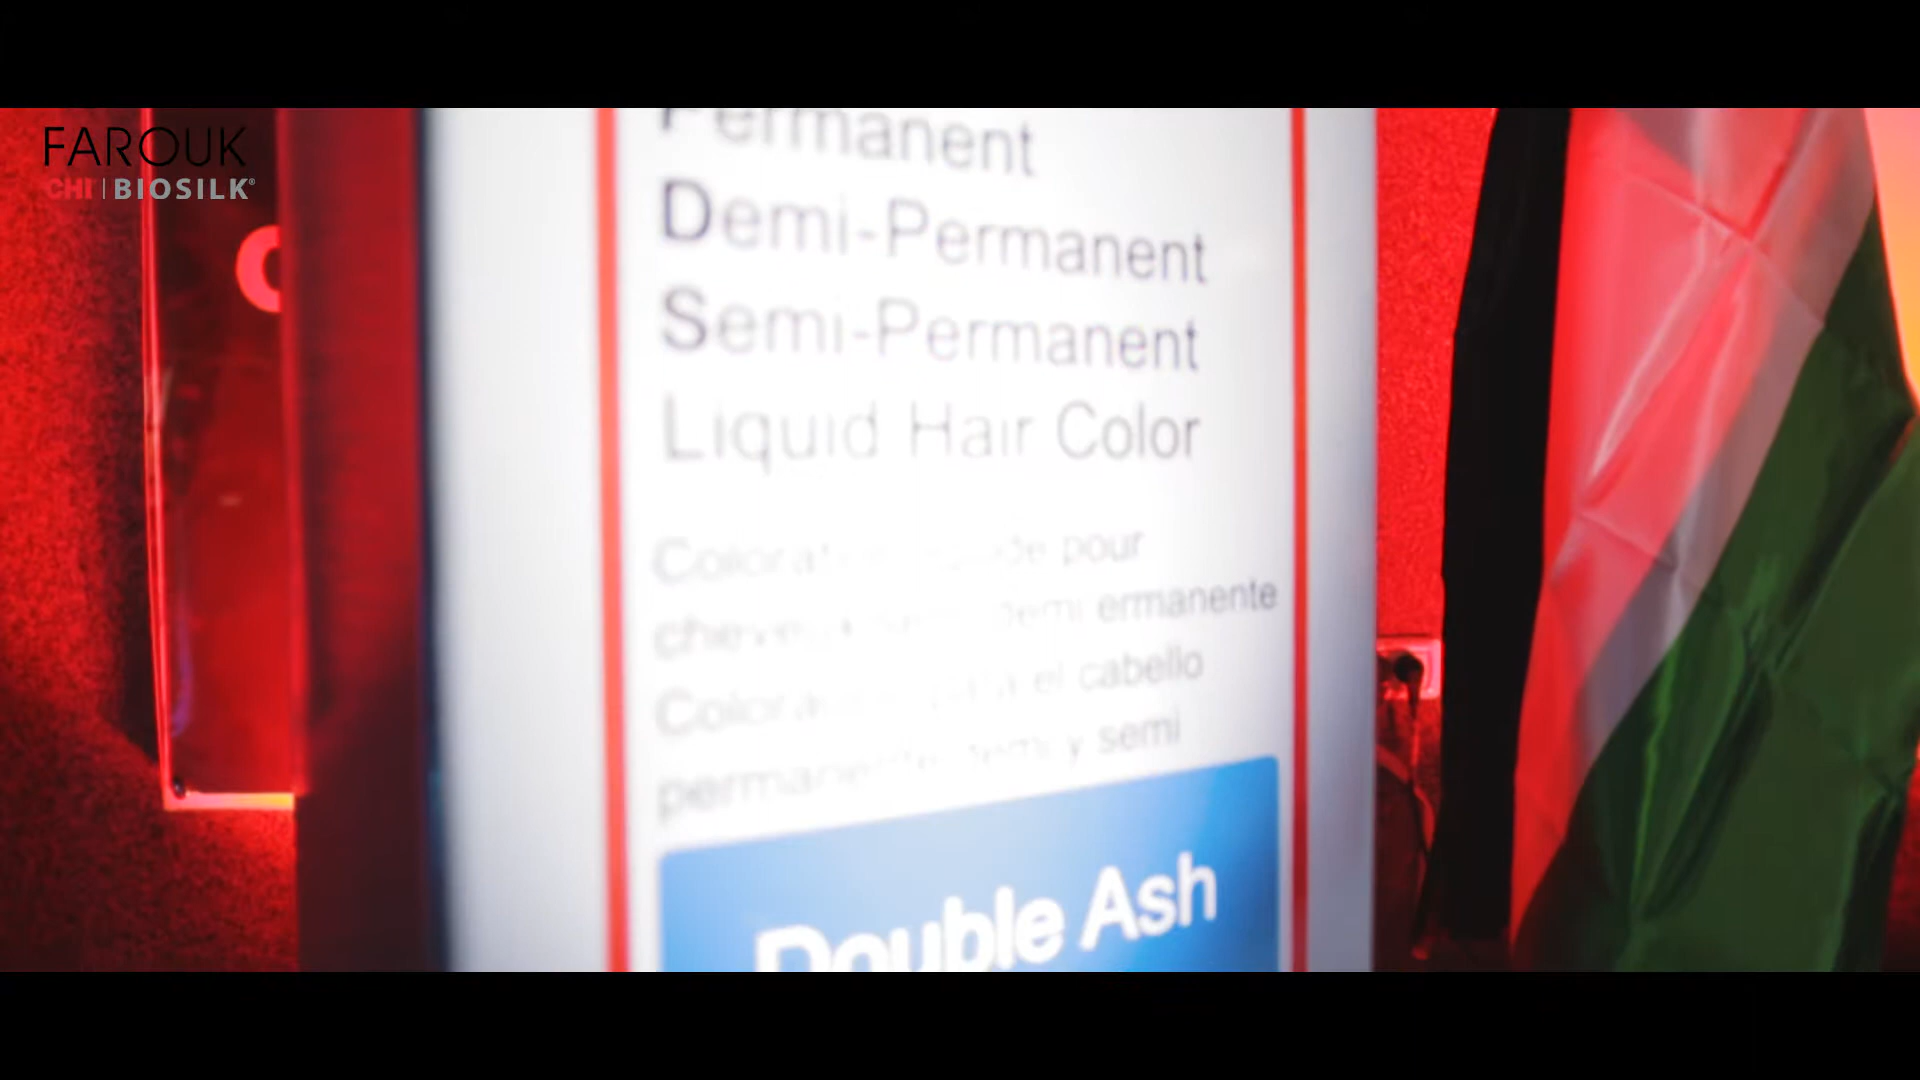 FAROUK
CHI | BIOSILK®
C
Permanent
Demi-Permanent
Semi-Permanent
Liquid Hair Color
pour
ermanente
el cabello
y semi
Double Ash